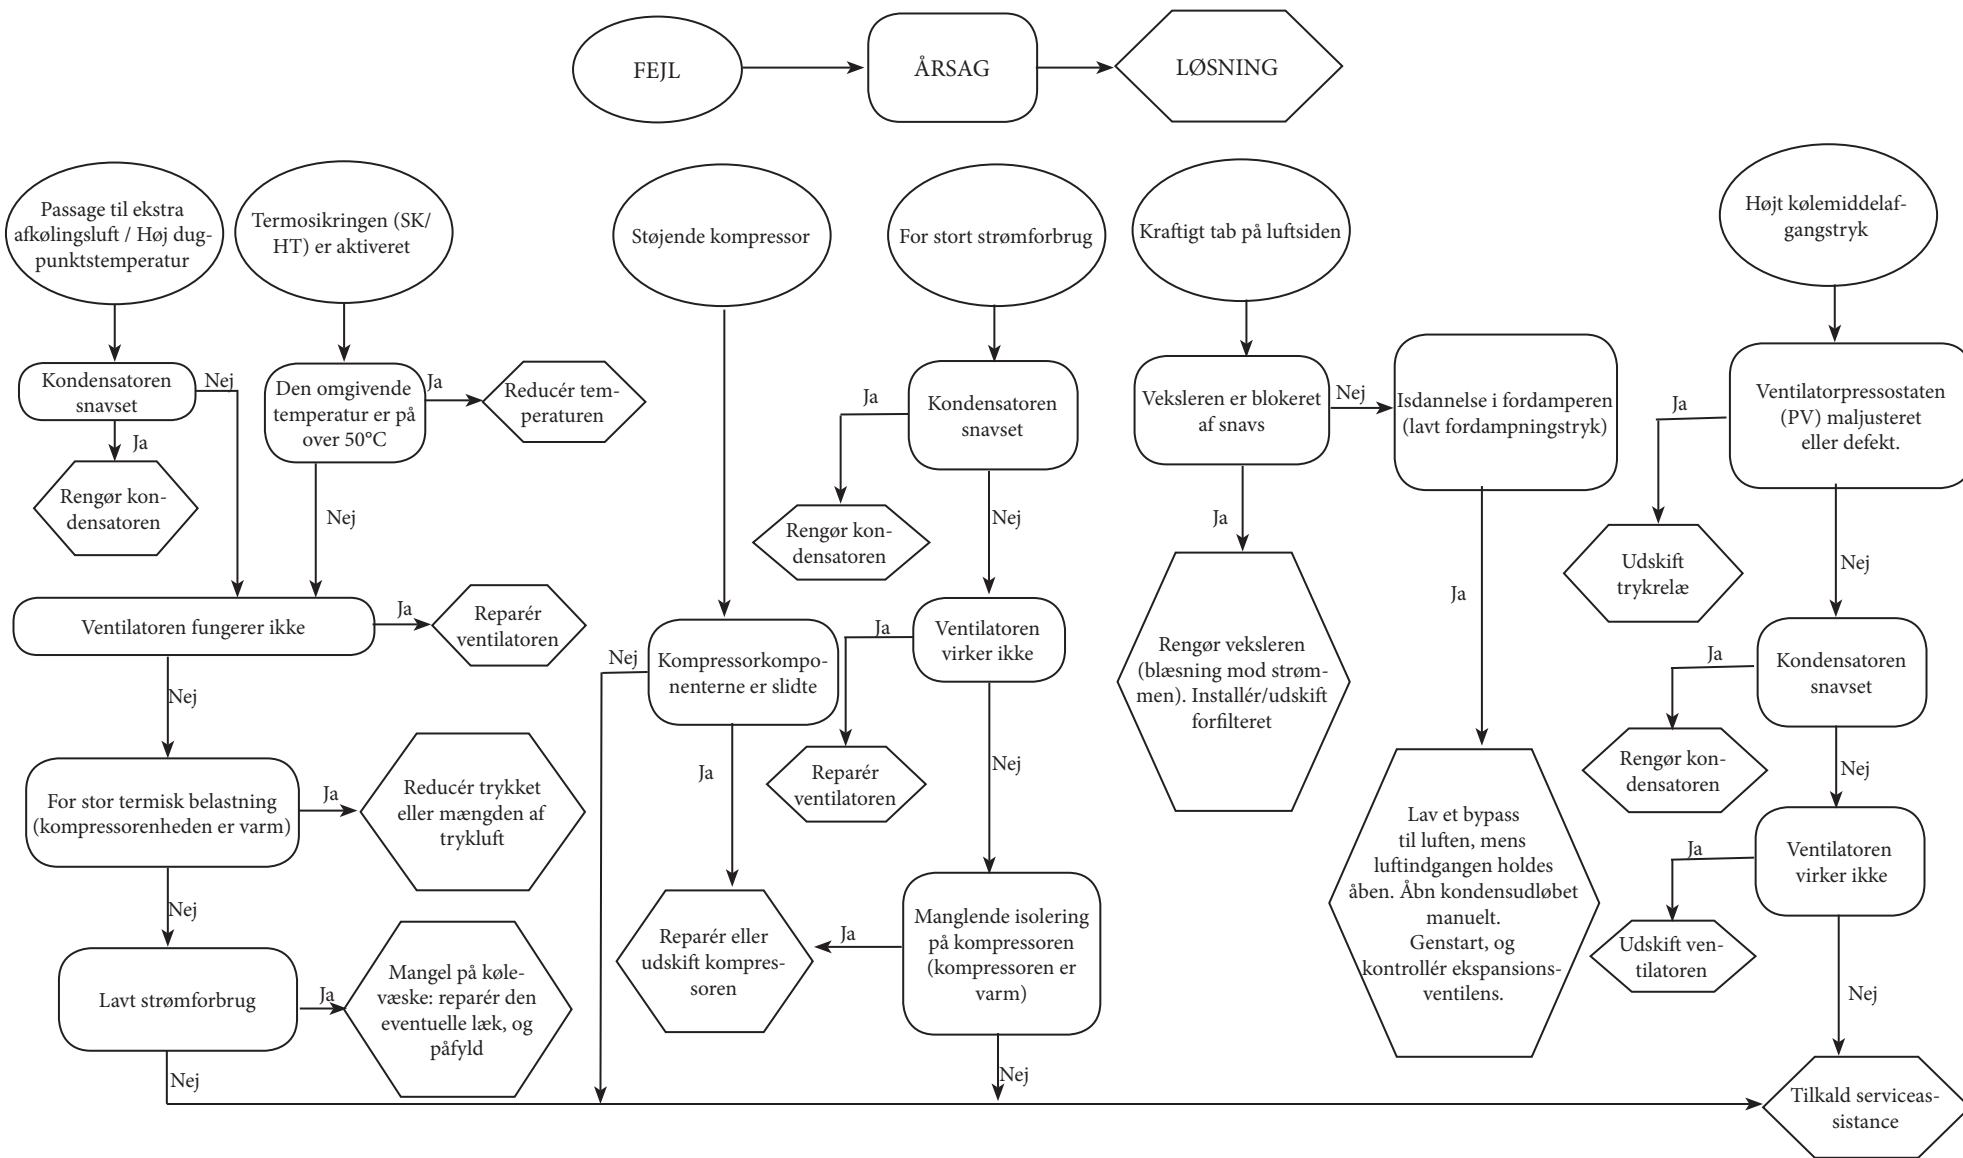 FEJL
ÅRSAG
LØSNING
Passage til ekstra
afkølingsluft / Høj dug-
punktstemperatur
Kondensatoren
snavset
Nej
Ja
Rengør kon-
densatoren
Termosikringen (SK/
HT) er aktiveret
Den omgivende
temperatur er på
over 50°C
Ja
Reducér tem-
peraturen
Nej
Ventilatoren fungerer ikke
Ja
Reparér
ventilatoren
Nej
For stor termisk belastning
(kompressorenheden er varm)
Ja
Reducér trykket
eller mængden af
trykluft
Nej
Lavt strømforbrug
Ja
Mangel på køle-
væske: reparér den
eventuelle læk, og
påfyld
Nej
Støjende kompressor
Kompressorkompo-
nenterne er slidte
Nej
Ja
Reparér eller
udskift kompres-
soren
For stort strømforbrug
Kondensatoren
snavset
Ja
Rengør kon-
densatoren
Nej
Ventilatoren
virker ikke
Ja
Reparér
ventilatoren
Nej
Manglende isolering
på kompressoren
(kompressoren er
varm)
Ja
Nej
Kraftigt tab på luftsiden
Veksleren er blokeret
af snavs
Nej
Ja
Rengør veksleren
(blæsning mod strøm-
men). Installér/udskift
forfilteret
Isdannelse i fordamperen
(lavt fordampningstryk)
Ja
Lav et bypass
til luften, mens
luftindgangen holdes
åben. Åbn kondensudløbet
manuelt.
Genstart, og
kontrollér ekspansions-
ventilens.
Højt kølemiddelaf-
gangstryk
Ventilatorpressostaten
(PV) maljusteret
eller defekt.
Ja
Udskift
trykrelæ
Nej
Kondensatoren
snavset
Ja
Rengør kon-
densatoren
Nej
Ventilatoren
virker ikke
Ja
Udskift ven-
tilatoren
Nej
Tilkald serviceas-
sistance